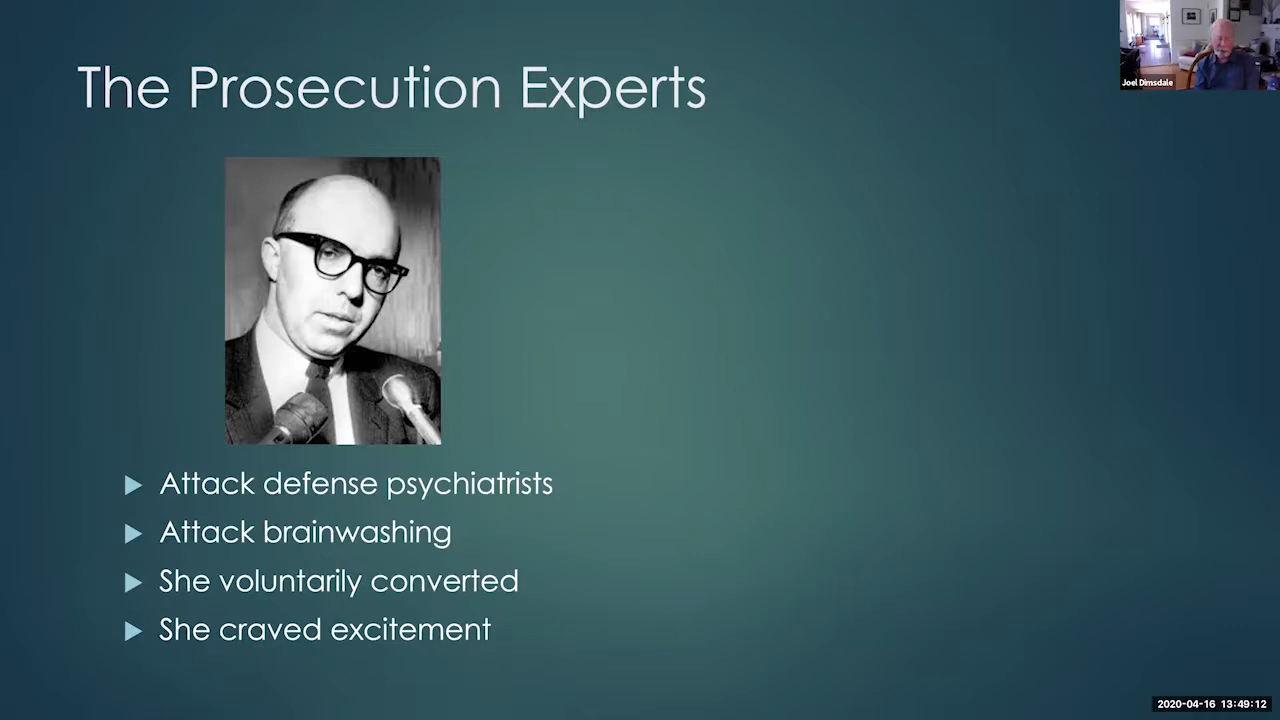 The Prosecution Experts
Joel Dimsdale
Attack defense psychiatrists
Attack brainwashing
She voluntarily converted
She craved excitement
2020-04-16 13:49:12